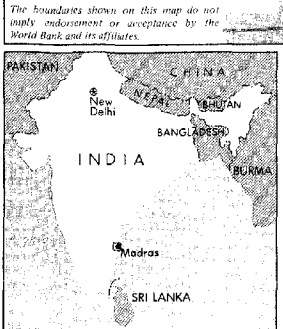 The boundaries shown on this map do not
imply endorsement or acceptance by the
World Bank and its affiliates.
PAKISTAN
CHINA
New
Delhi
NEPAL
BHUTAN
BANGLADESH
INDIA
BURMA
Madras
SRI LANKA